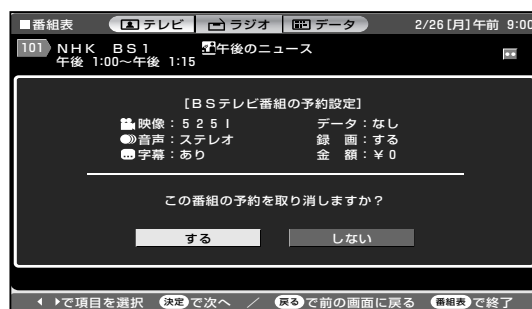 ■番組表 テレビ ラジオ データ 2/26[月]午前 9:00
101 NHK BS1 午後のニュース
午後 1:00～午後 1:15
[BSテレビ番組の予約設定]
映像：525I データ：なし
音声：ステレオ 録 画：する
字幕：あり 金 額：¥0
この番組の予約を取り消しますか？
する しない
で項目を選択 決定で次へ ／ 戻るで前の画面に戻る 番組表で終了